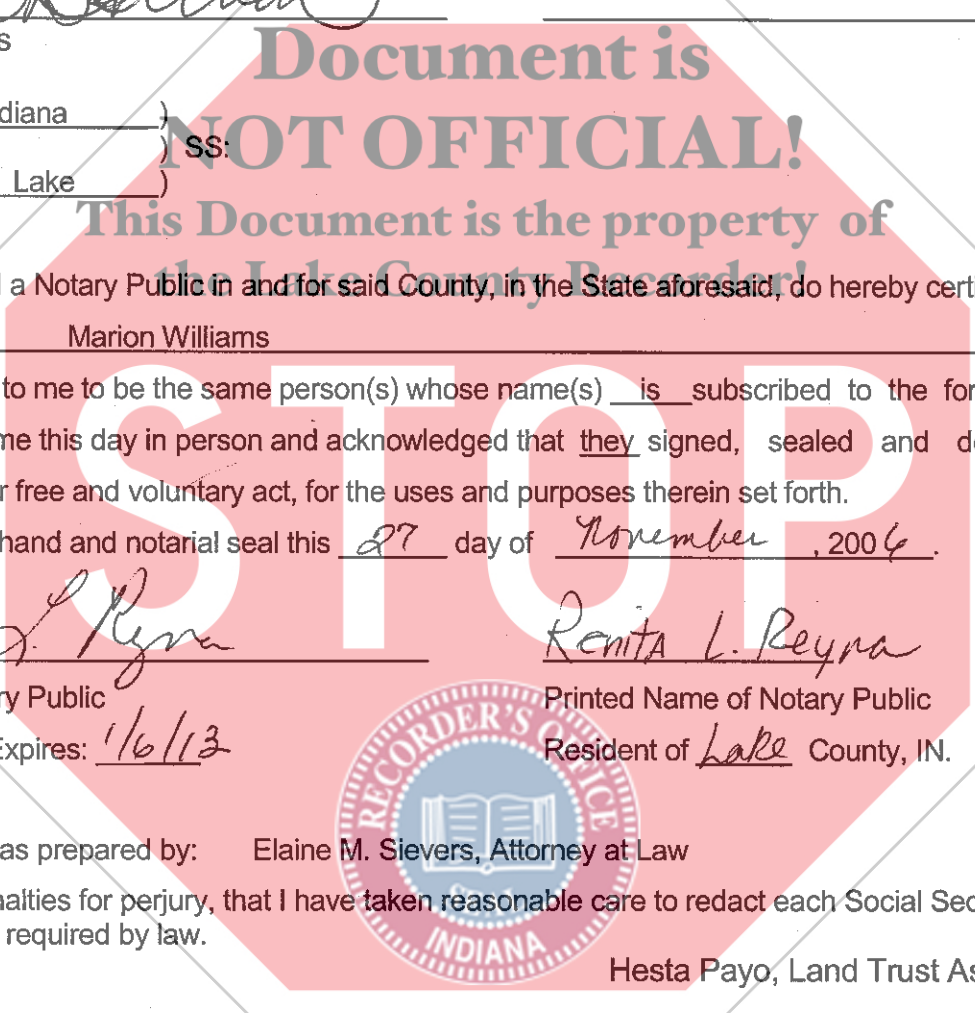 s
Document is
diana )
NOT OFFICIAL!
) SS:
Lake )
This Document is the property of
the Lake County Recorder!
a Notary Public in and for said County, in the State aforesaid, do hereby cert
Marion Williams
STOP
to me to be the same person(s) whose name(s) is subscribed to the for
me this day in person and acknowledged that they signed, sealed and d
r free and voluntary act, for the uses and purposes therein set forth.
hand and notarial seal this 27 day of November , 2006 .
L. Reyna
Renita L. Reyna
ry Public
Printed Name of Notary Public
Expires: 1/6/13
Resident of Lake County, IN.
RECORDER'S OFFICE
SEAL
INDIANA
as prepared by: Elaine M. Sievers, Attorney at Law
nalties for perjury, that I have taken reasonable care to redact each Social Sec
required by law.
Hesta Payo, Land Trust As